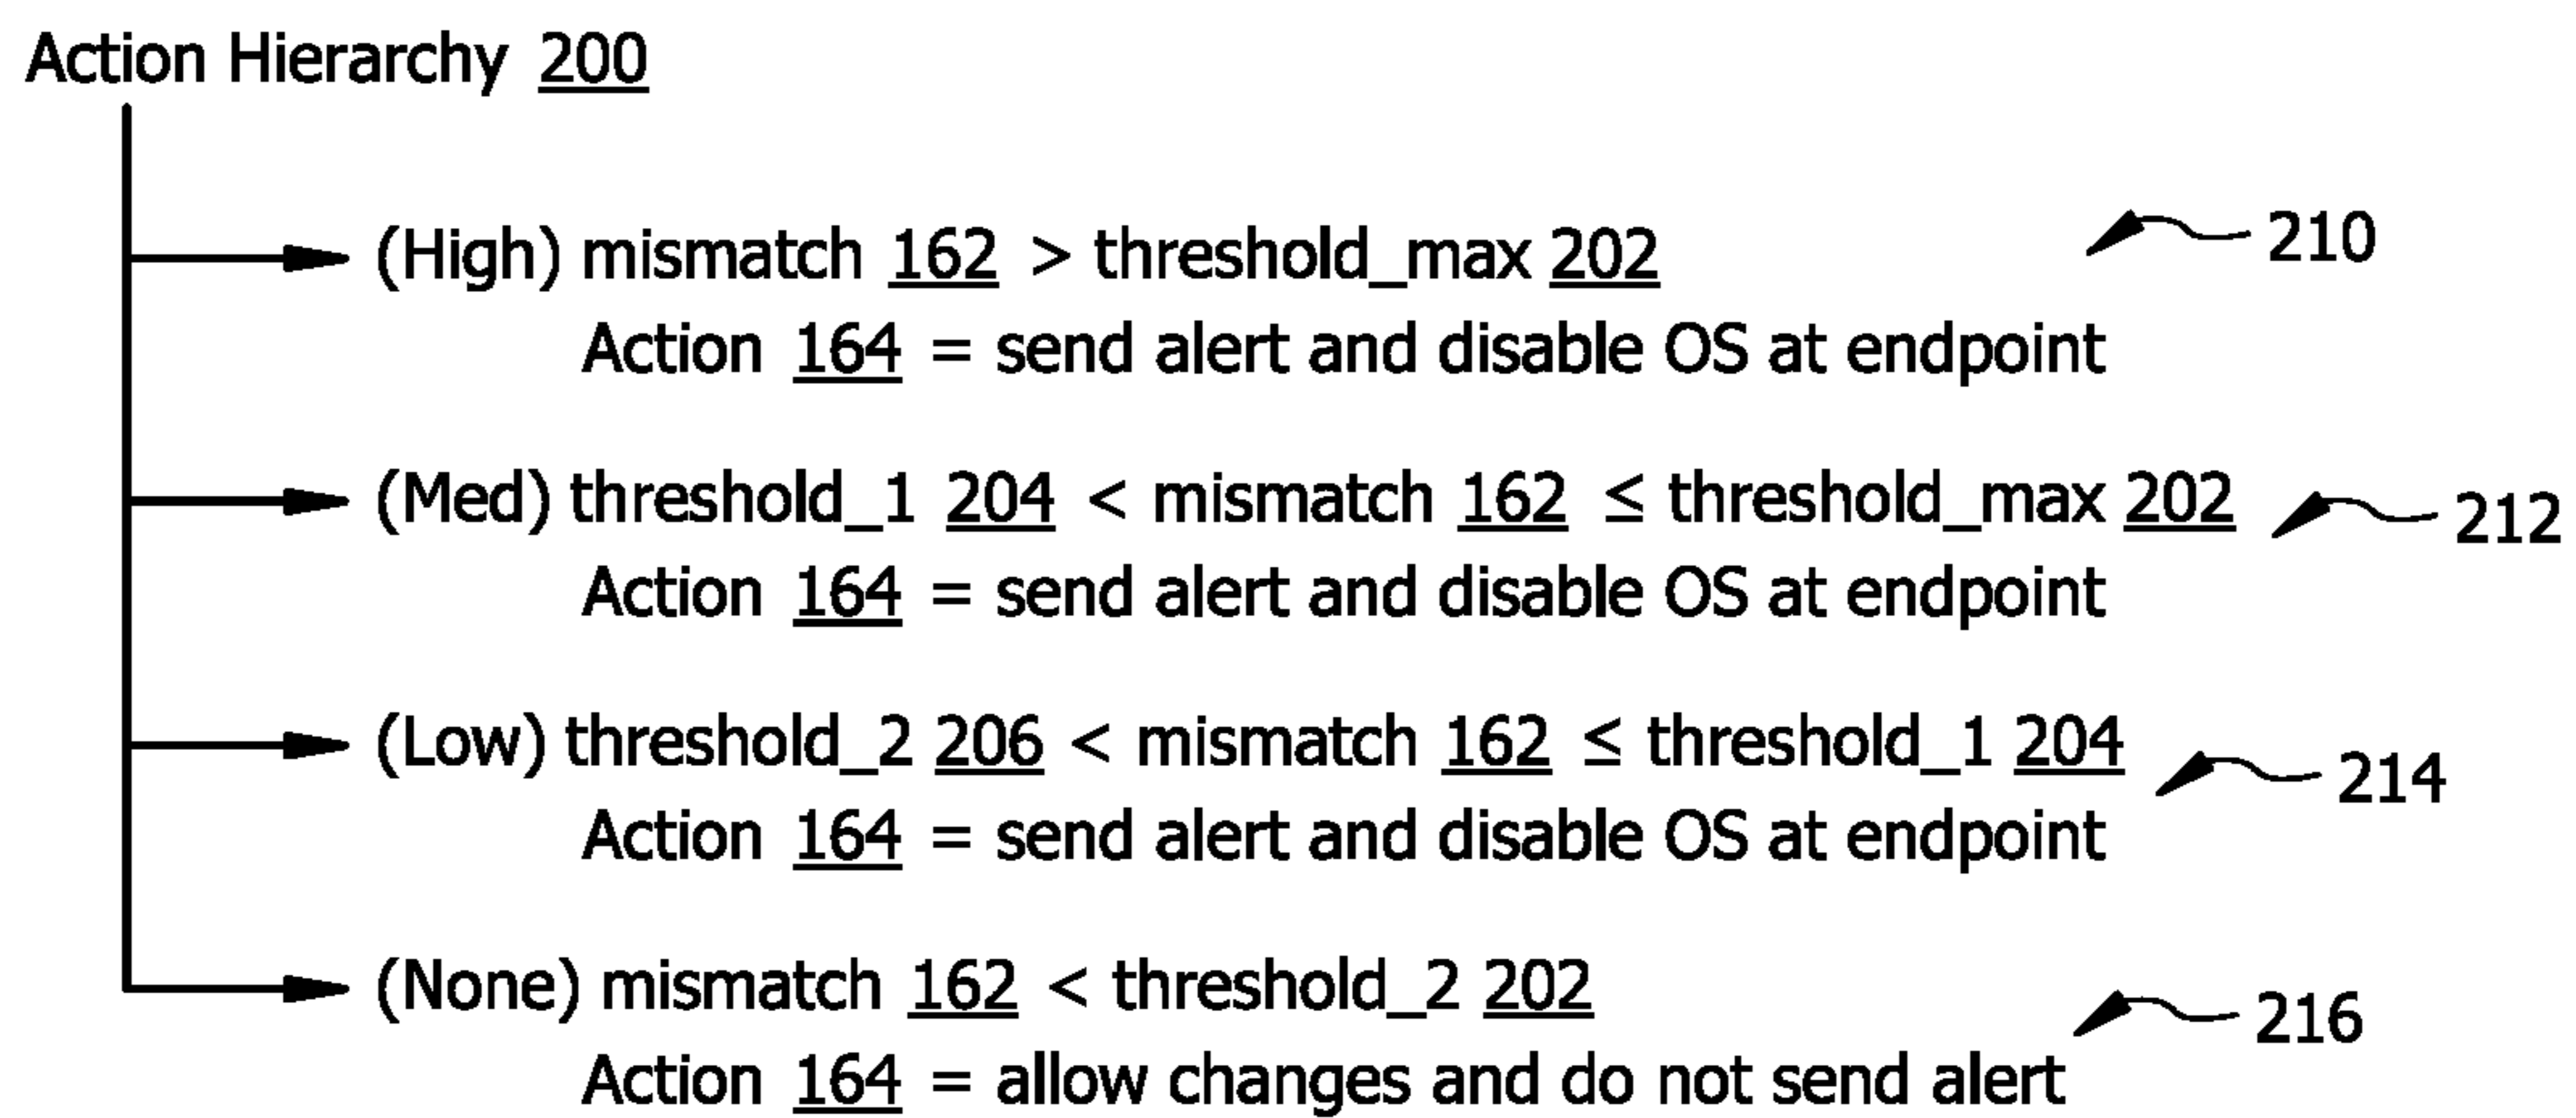 Action Hierarchy 200
(High) mismatch 162 > threshold_max 202
210
Action 164 = send alert and disable OS at endpoint
(Med) threshold_1 204 < mismatch 162 ≤ threshold_max 202
212
Action 164 = send alert and disable OS at endpoint
(Low) threshold_2 206 < mismatch 162 ≤ threshold_1 204
214
Action 164 = send alert and disable OS at endpoint
(None) mismatch 162 < threshold_2 202
216
Action 164 = allow changes and do not send alert